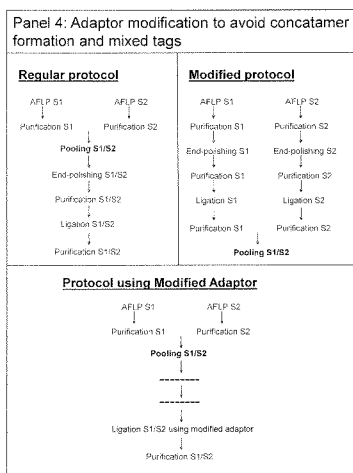 Panel 4: Adaptor modification to avoid concatamer
formation and mixed tags
Regular protocol
AFLP S1 AFLP S2
Purification S1 Purification S2
Pooling S1/S2
End-polishing S1/S2
Purification S1/S2
Ligation S1/S2
Purification S1/S2
Modified protocol
AFLP S1 AFLP S2
Purification S1 Purification S2
End-polishing S1 End-polishing S2
Purification S1 Purification S2
Ligation S1 Ligation S2
Purification S1 Purification S2
Pooling S1/S2
Protocol using Modified Adaptor
AFLP S1 AFLP S2
Purification S1 Purification S2
Pooling S1/S2
Ligation S1/S2 using modified adaptor
Purification S1/S2